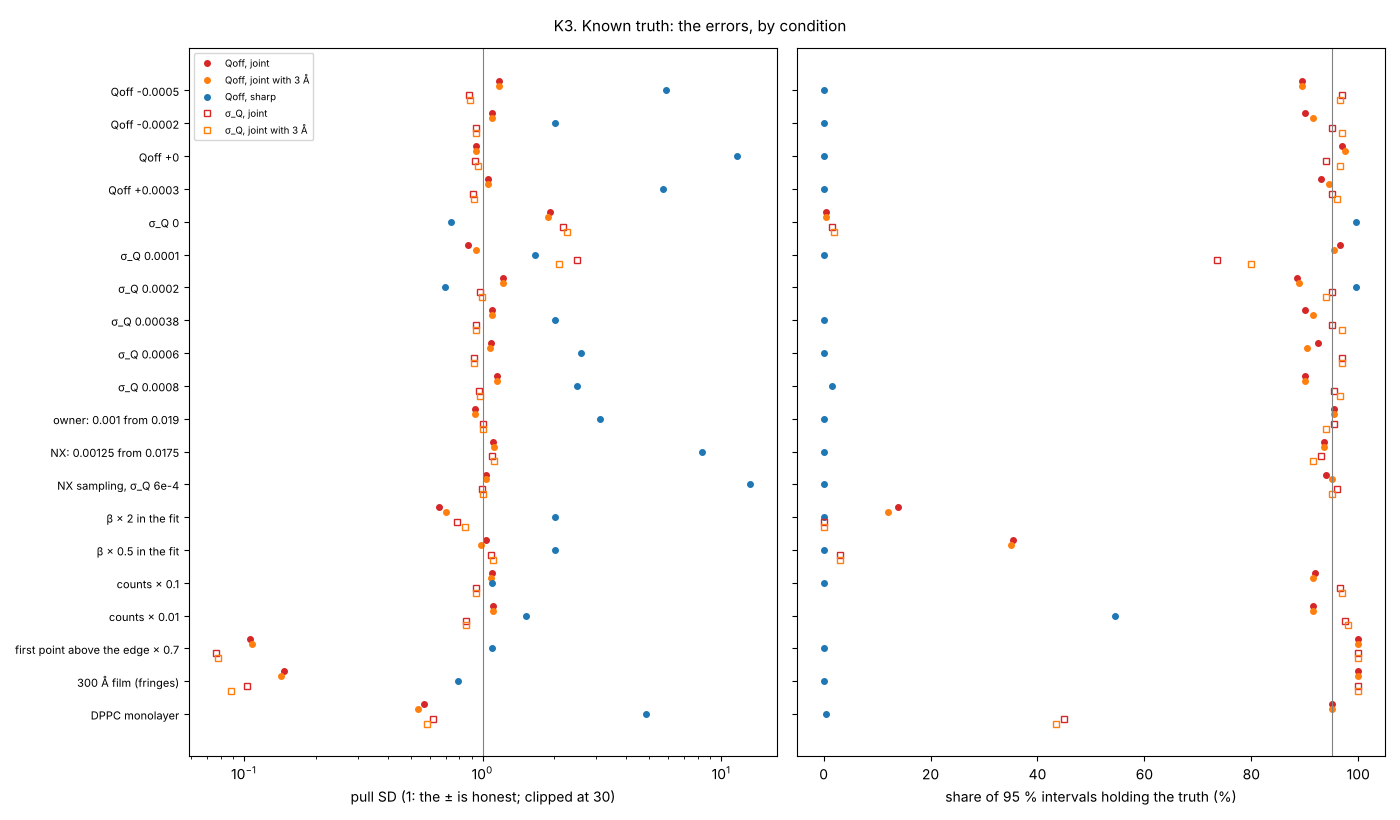 K3. Known truth: the errors, by condition
Qoff, joint
Qoff, joint with 3 Å
Qoff, sharp
σ_Q, joint
σ_Q, joint with 3 Å
Qoff -0.0005
Qoff -0.0002
Qoff +0
Qoff +0.0003
σ_Q 0
σ_Q 0.0001
σ_Q 0.0002
σ_Q 0.00038
σ_Q 0.0006
σ_Q 0.0008
owner: 0.001 from 0.019
NX: 0.00125 from 0.0175
NX sampling, σ_Q 6e-4
β × 2 in the fit
β × 0.5 in the fit
counts × 0.1
counts × 0.01
first point above the edge × 0.7
300 Å film (fringes)
DPPC monolayer
10⁻¹ 10⁰ 10¹
pull SD (1: the ± is honest; clipped at 30)
0 20 40 60 80 100
share of 95 % intervals holding the truth (%)